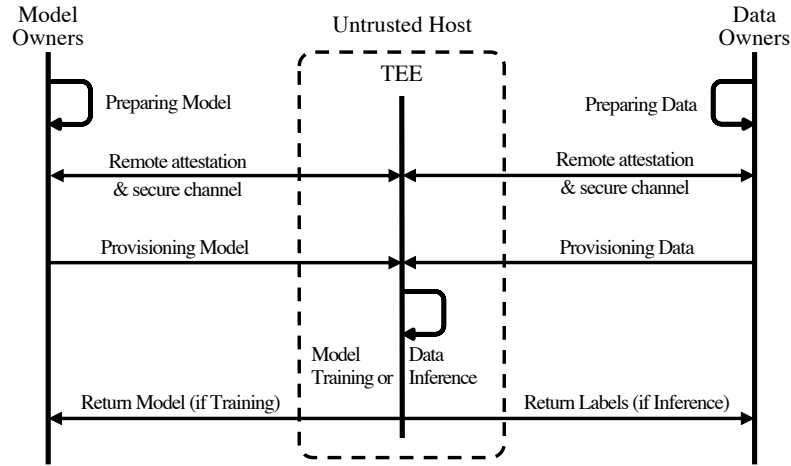 Model
Owners
Untrusted Host
Data
Owners
TEE
Preparing Model
Preparing Data
Remote attestation
& secure channel
Remote attestation
& secure channel
Provisioning Model
Provisioning Data
Model
Training or
Data
Inference
Return Model (if Training)
Return Labels (if Inference)